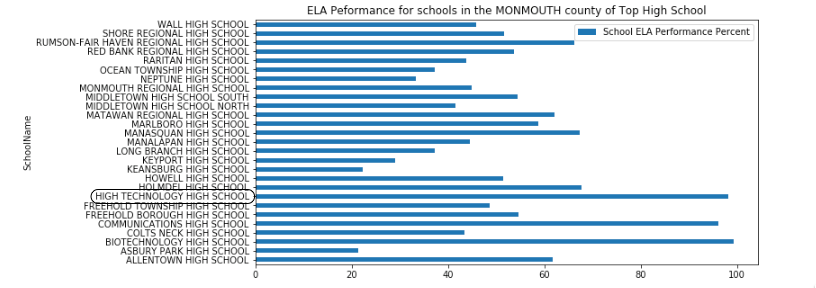 ELA Peformance for schools in the MONMOUTH county of Top High School
School ELA Performance Percent
SchoolName
WALL HIGH SCHOOL
SHORE REGIONAL HIGH SCHOOL
RUMSON-FAIR HAVEN REGIONAL HIGH SCHOOL
RED BANK REGIONAL HIGH SCHOOL
RARITAN HIGH SCHOOL
OCEAN TOWNSHIP HIGH SCHOOL
NEPTUNE HIGH SCHOOL
MONMOUTH REGIONAL HIGH SCHOOL
MIDDLETOWN HIGH SCHOOL SOUTH
MIDDLETOWN HIGH SCHOOL NORTH
MATAWAN REGIONAL HIGH SCHOOL
MARLBORO HIGH SCHOOL
MANASQUAN HIGH SCHOOL
MANALAPAN HIGH SCHOOL
LONG BRANCH HIGH SCHOOL
KEYPORT HIGH SCHOOL
KEANSBURG HIGH SCHOOL
HOWELL HIGH SCHOOL
HOLMDEL HIGH SCHOOL
HIGH TECHNOLOGY HIGH SCHOOL
FREEHOLD TOWNSHIP HIGH SCHOOL
FREEHOLD BOROUGH HIGH SCHOOL
COMMUNICATIONS HIGH SCHOOL
COLTS NECK HIGH SCHOOL
BIOTECHNOLOGY HIGH SCHOOL
ASBURY PARK HIGH SCHOOL
ALLENTOWN HIGH SCHOOL
0 20 40 60 80 100